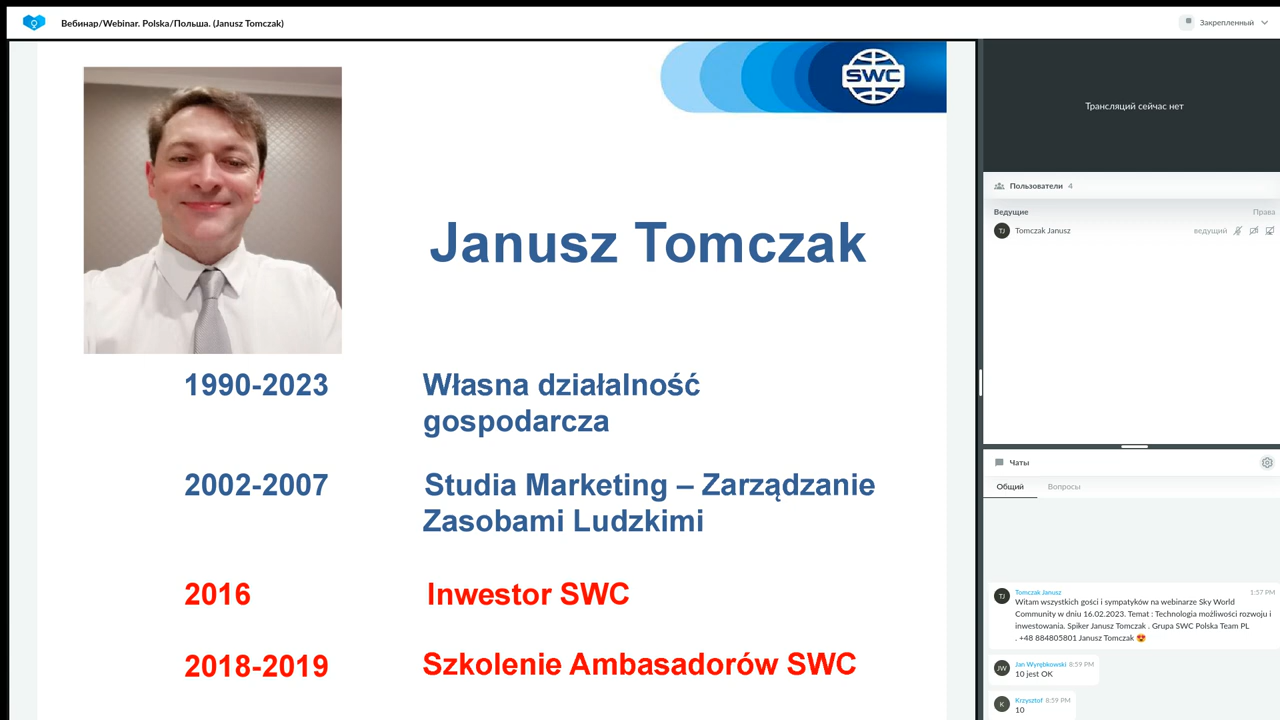 Вебинар/Webinar. Polska/Польша. (Janusz Tomczak)
Закрепленный
SWC
Janusz Tomczak
1990-2023 Własna działalność
gospodarcza
2002-2007 Studia Marketing – Zarządzanie
Zasobami Ludzkimi
2016 Inwestor SWC
2018-2019 Szkolenie Ambasadorów SWC
Трансляций сейчас нет
Пользователи 4
Ведущие Права
TJ Tomczak Janusz ведущий
Чаты
Общий Вопросы
TJ Tomczak Janusz 1:57 PM
Witam wszystkich gości i sympatyków na webinarze Sky World
Community w dniu 16.02.2023. Temat : Technologia możliwości rozwoju i
inwestowania. Spiker Janusz Tomczak . Grupa SWC Polska Team PL
. +48 884805801 Janusz Tomczak 😍
JW Jan Wyrębkowski 8:59 PM
10 jest OK
K Krzysztof 8:59 PM
10